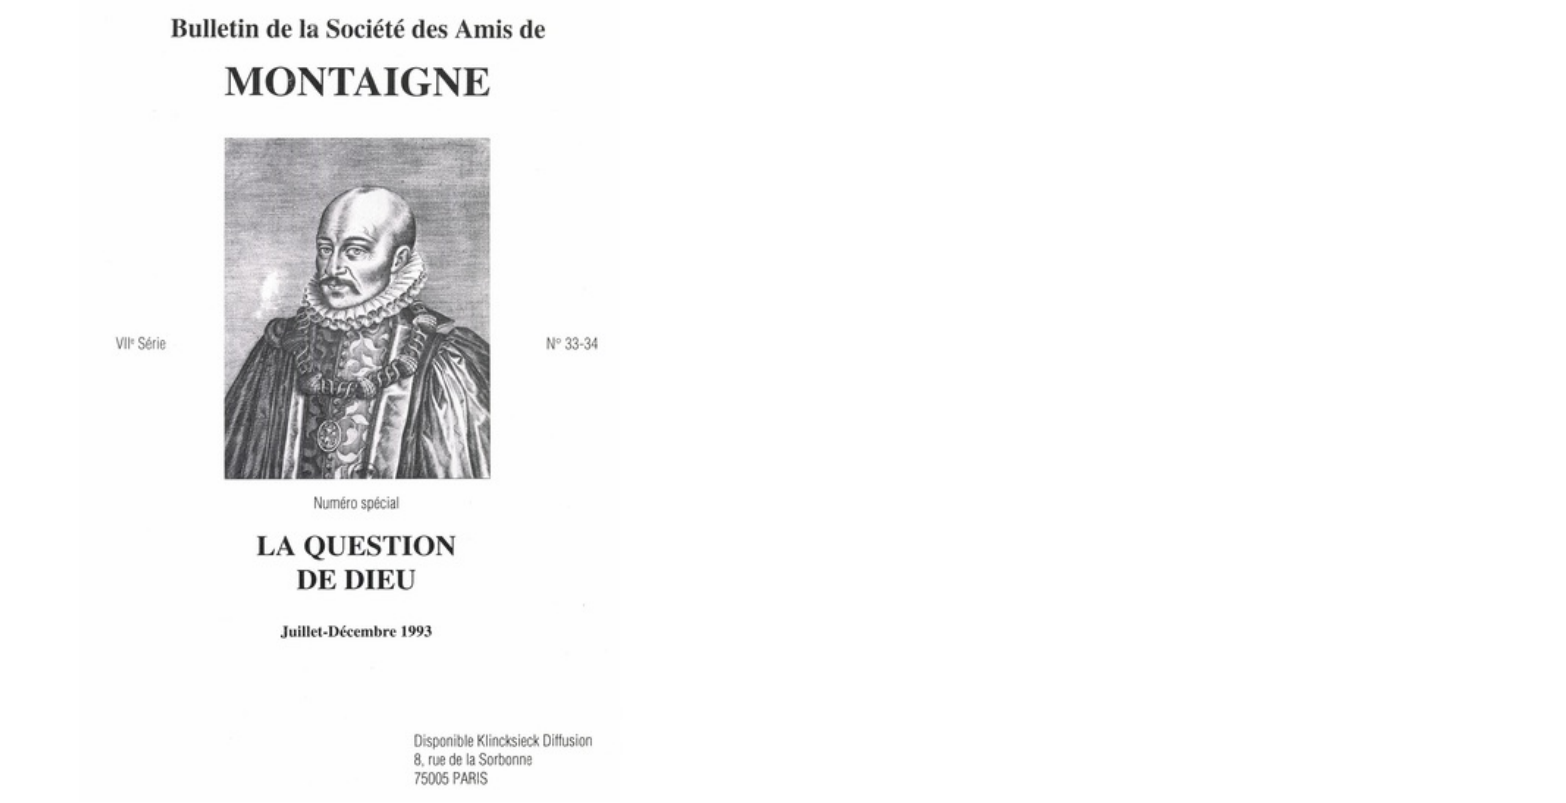 Bulletin de la Société des Amis de
MONTAIGNE
VIIe Série
N° 33-34
Numéro spécial
LA QUESTION
DE DIEU
Juillet-Décembre 1993
Disponible Klincksieck Diffusion
8, rue de la Sorbonne
75005 PARIS